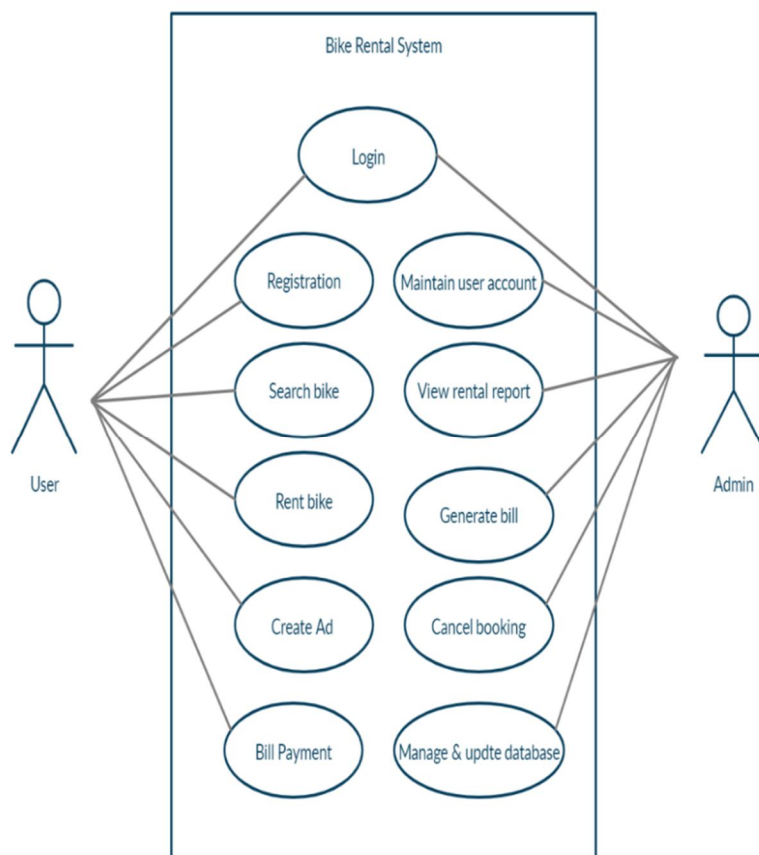 Bike Rental System
Login
Registration
Maintain user account
Search bike
View rental report
User
Admin
Rent bike
Generate bill
Create Ad
Cancel booking
Bill Payment
Manage & updte database